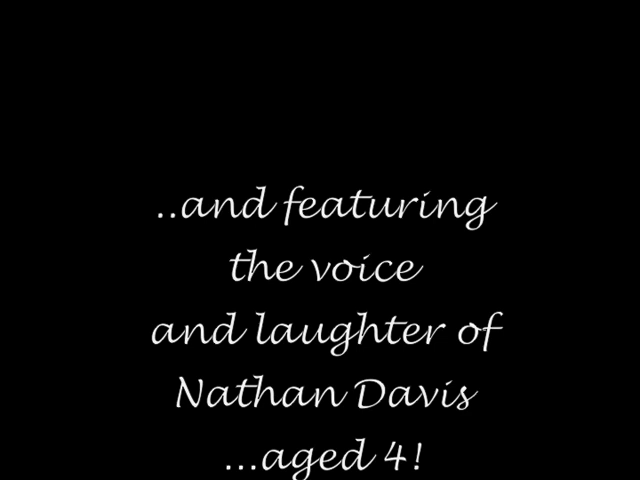 ..and featuring
the voice
and laughter of
Nathan Davis
...aged 4!